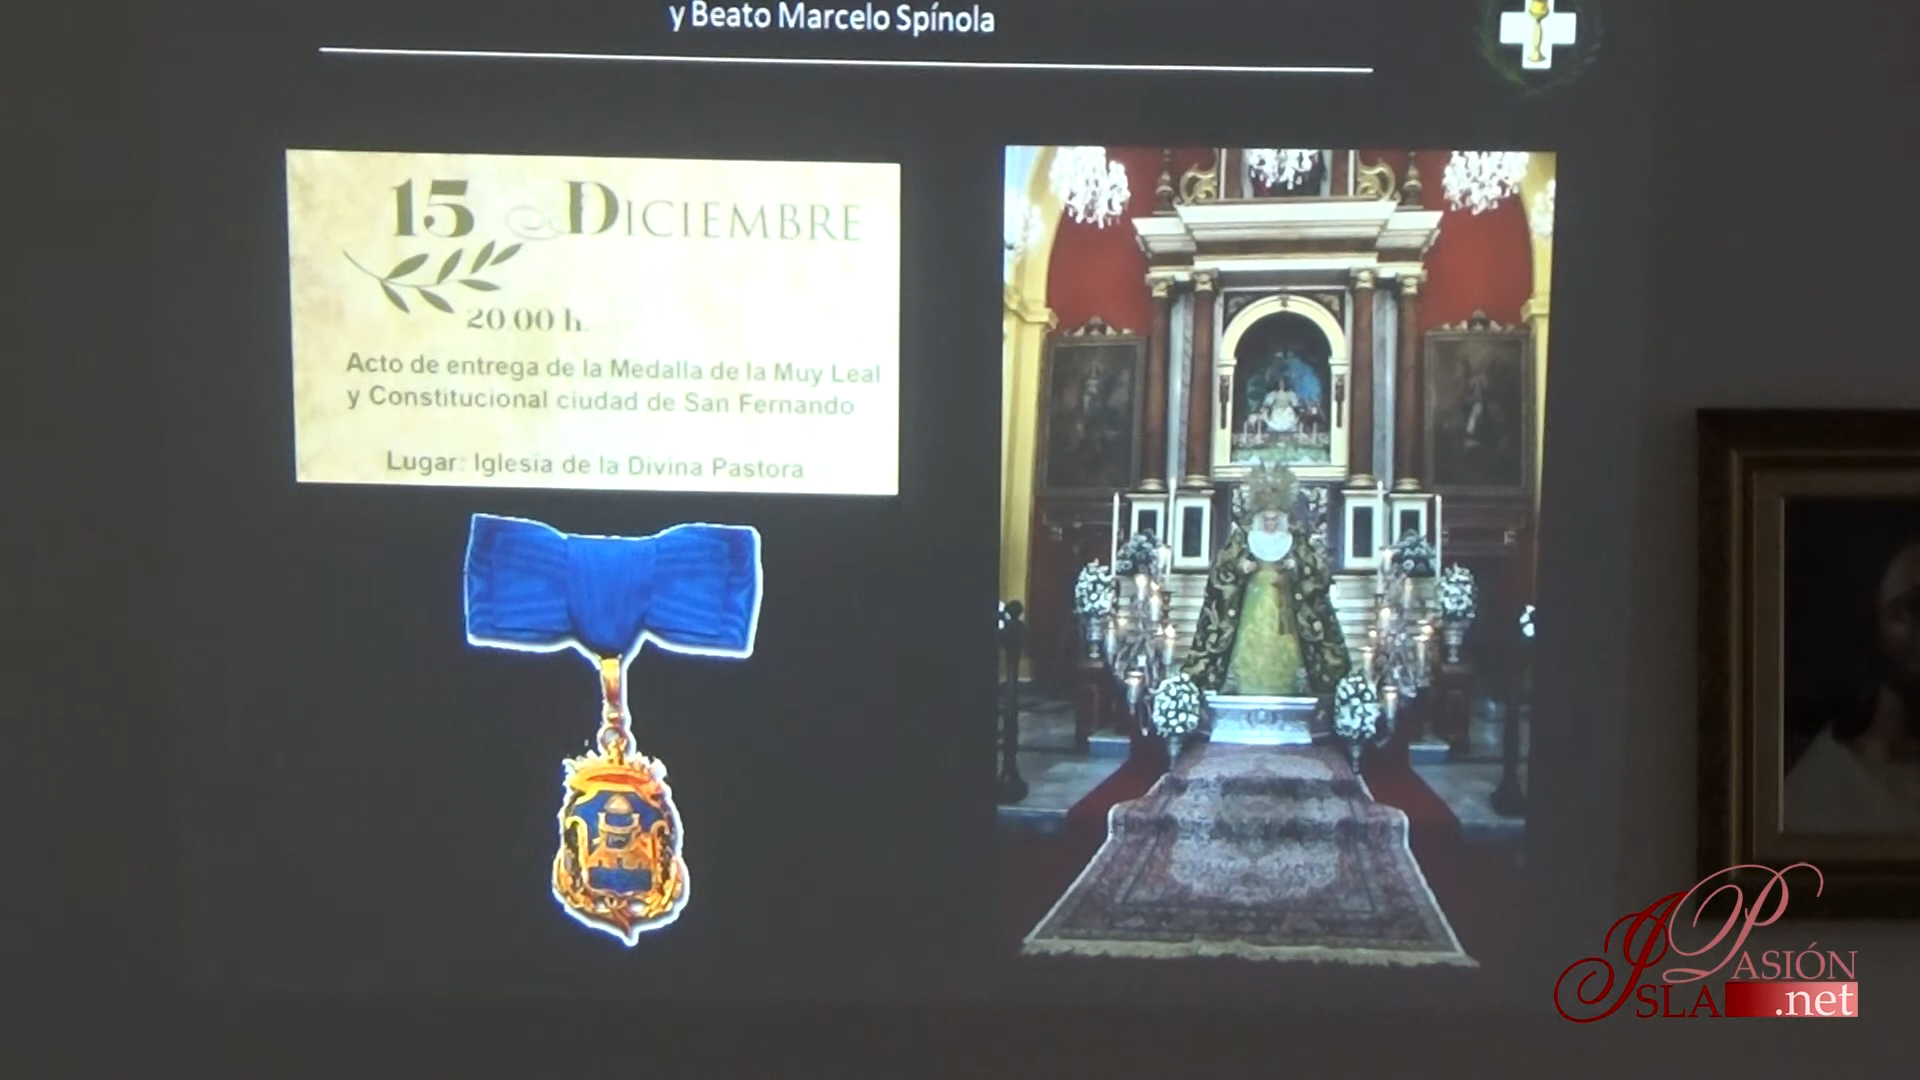 y Beato Marcelo Spínola
15 DICIEMBRE
20.00 h.
Acto de entrega de la Medalla de la Muy Leal
y Constitucional ciudad de San Fernando
Lugar: Iglesia de la Divina Pastora
ISLA PASIÓN
.net